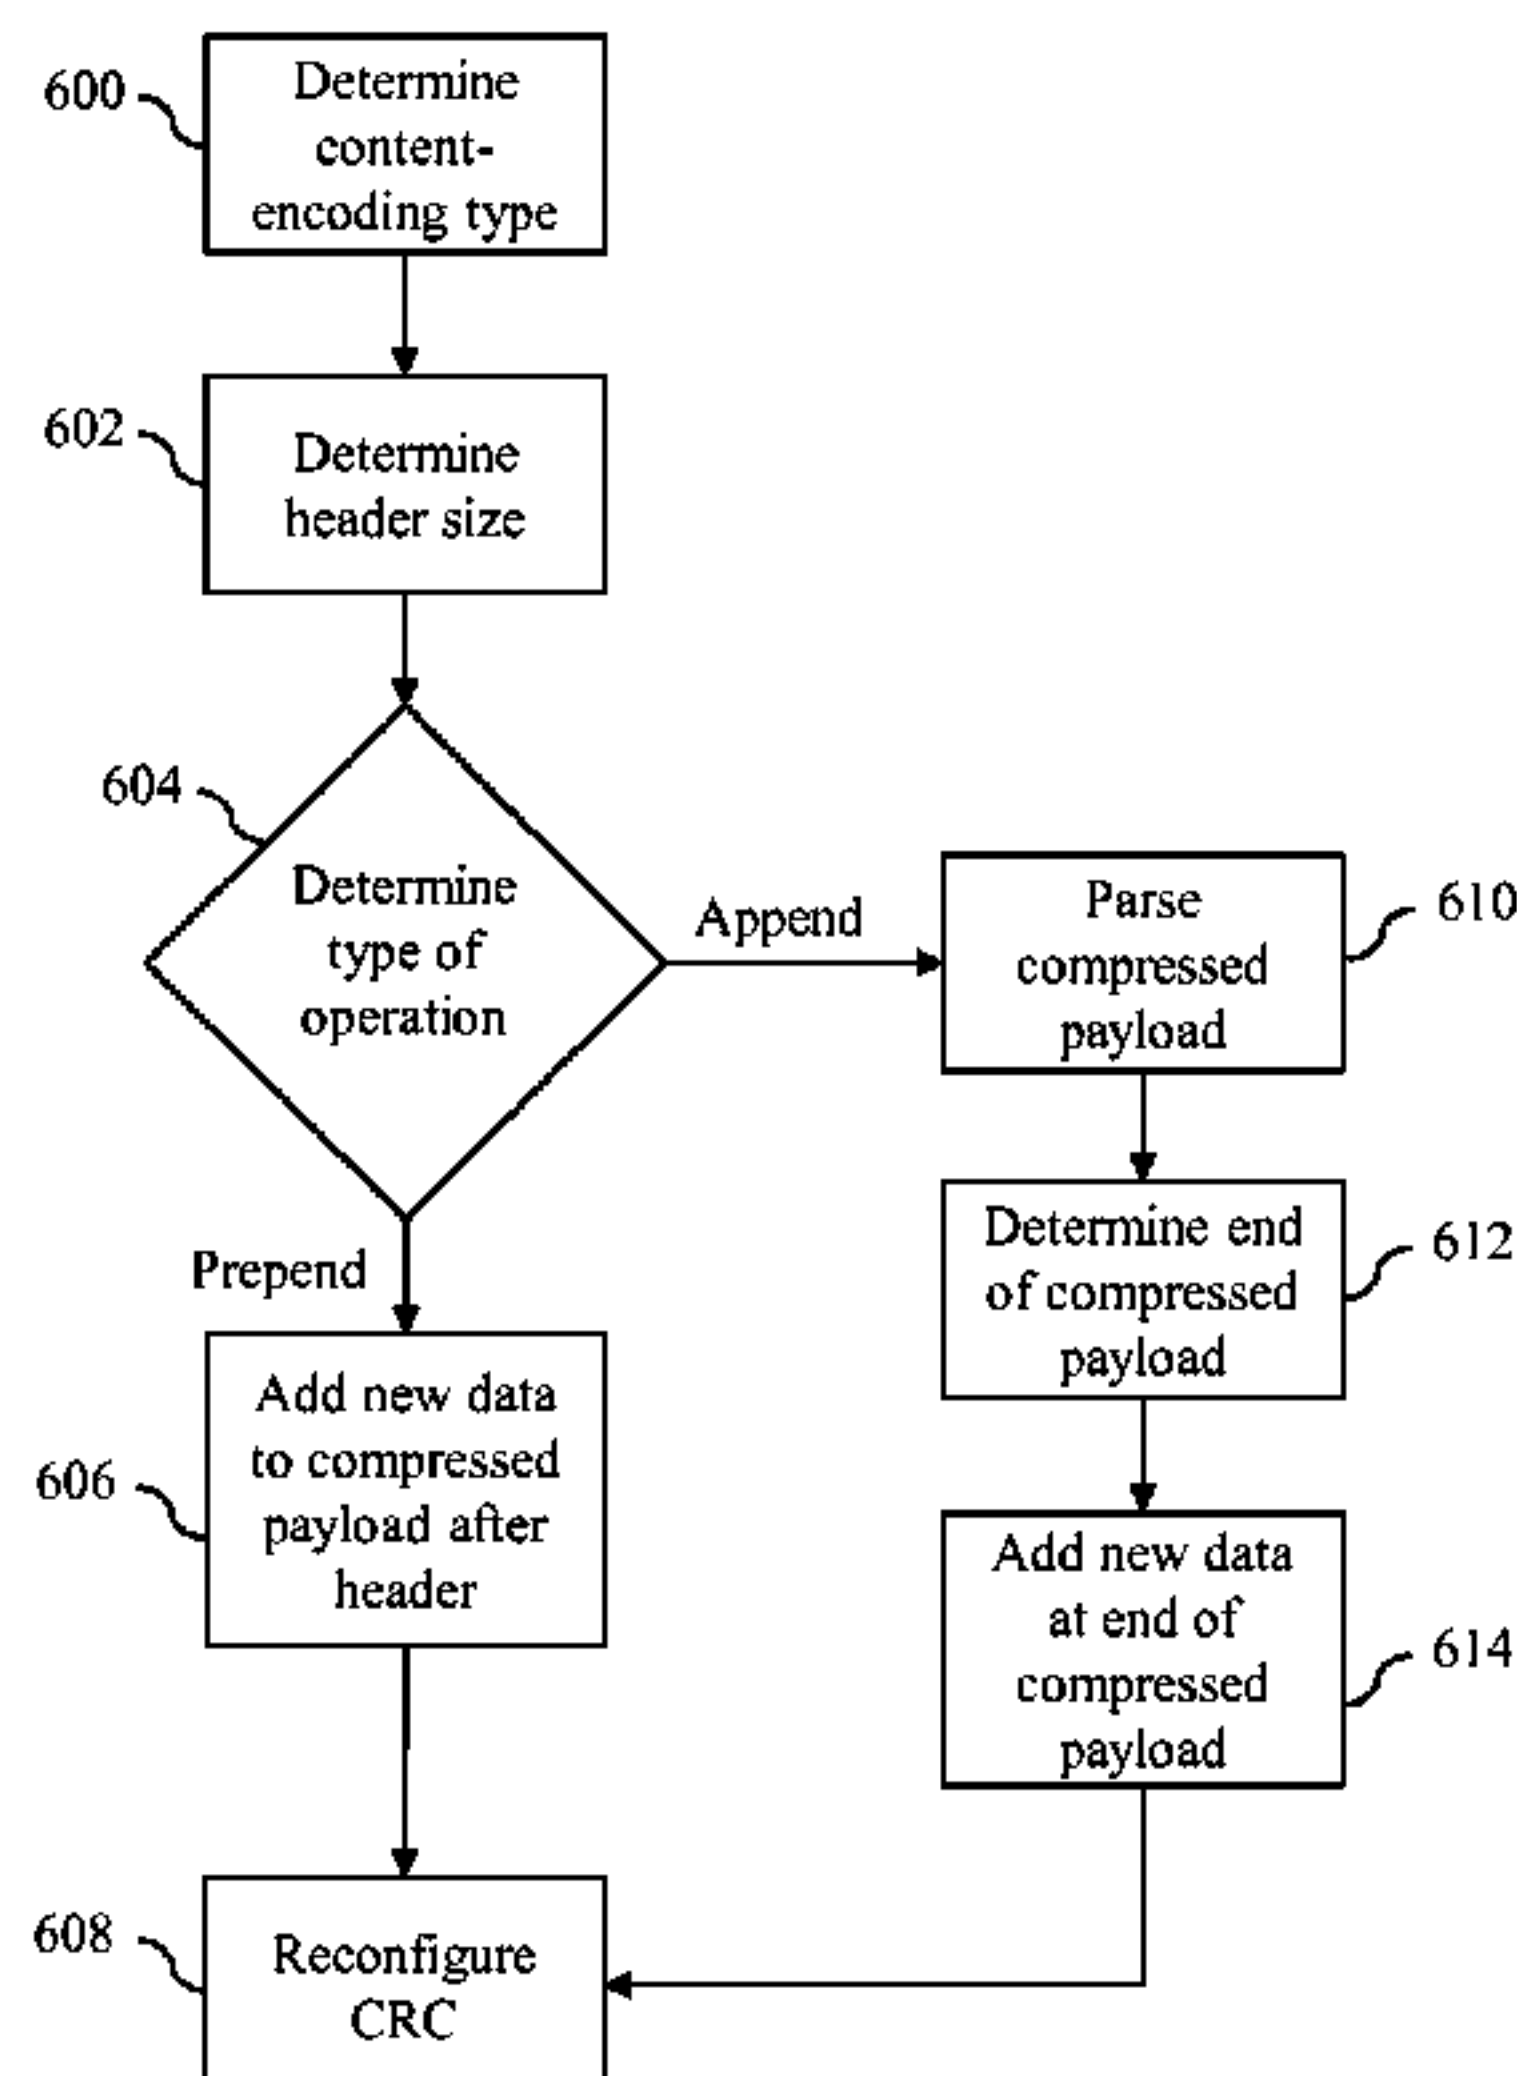 600
Determine
content-
encoding type
602
Determine
header size
604
Determine
type of
operation
Append
Prepend
606
Add new data
to compressed
payload after
header
608
Reconfigure
CRC
610
Parse
compressed
payload
612
Determine end
of compressed
payload
614
Add new data
at end of
compressed
payload